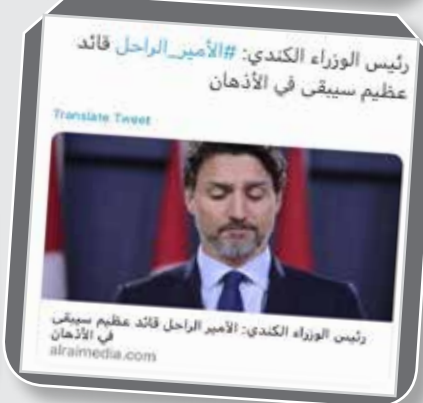 رئيس الوزراء الكندي: #الأمير_الراحل قائد
عظيم سيبقى في الأذهان
Translate Tweet
رئيس الوزراء الكندي: الأمير الراحل قائد عظيم سيبقى
في الأذهان
alraimedia.com